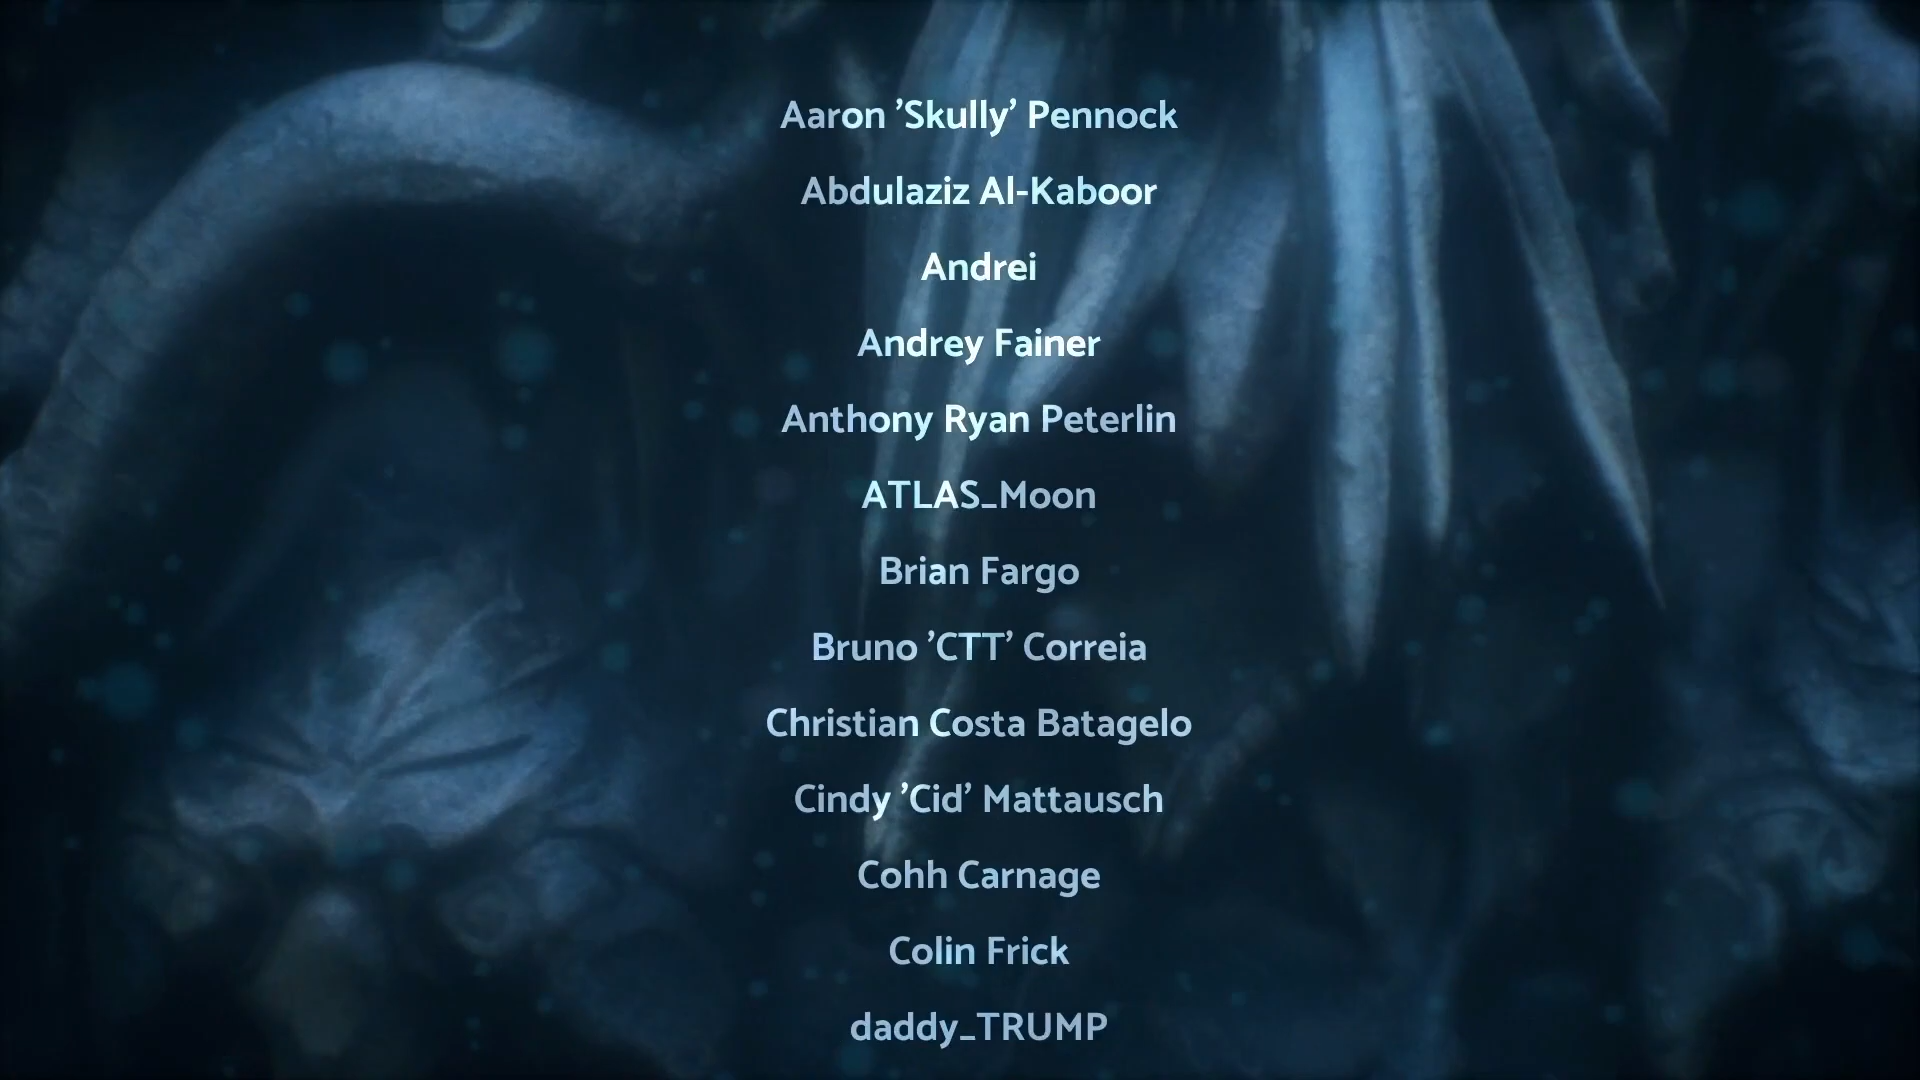 Aaron ’Skully’ Pennock
Abdulaziz Al-Kaboor
Andrei
Andrey Fainer
Anthony Ryan Peterlin
ATLAS_Moon
Brian Fargo
Bruno ’CTT’ Correia
Christian Costa Batagelo
Cindy ’Cid’ Mattausch
Cohh Carnage
Colin Frick
daddy_TRUMP